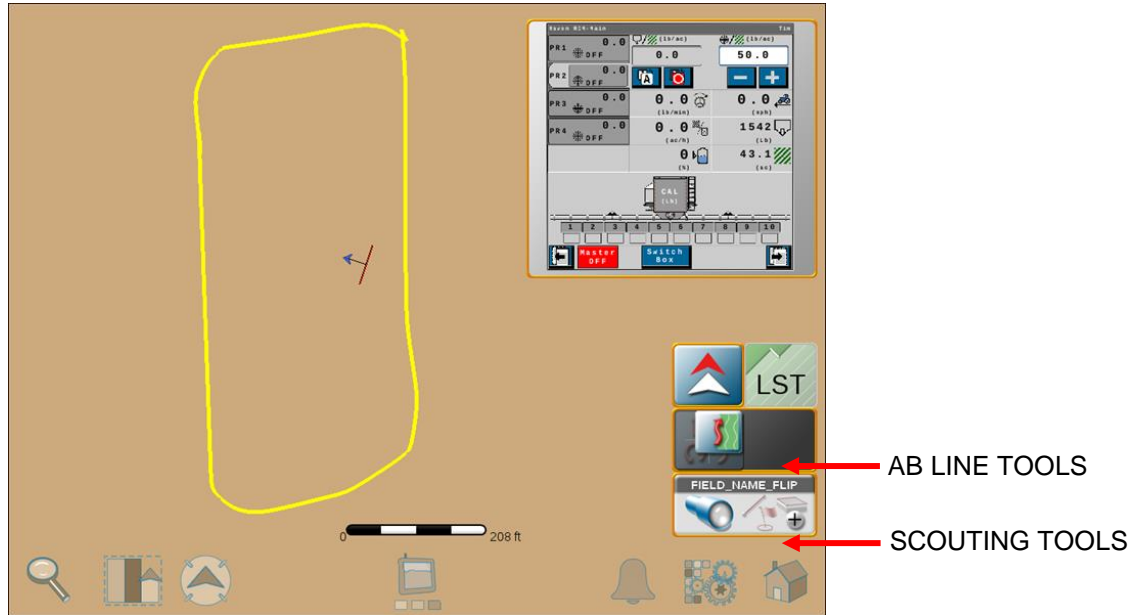 PR1 0.0 OFF
(lb/ac) (lb/ac)
0.0 50.0
PR2 0.0 OFF
PR3 0.0 OFF
0.0 0.0
(lb/min)
PR4 0.0 OFF
0.0 1542
(ac/h) (Lb)
0 43.1
(%) (ac)
CAL
(Lb)
1 2 3 4 5 6 7 8 9 10
Master
OFF
Switch
Box
LST
AB LINE TOOLS
FIELD_NAME_FLIP
0 208 ft
SCOUTING TOOLS